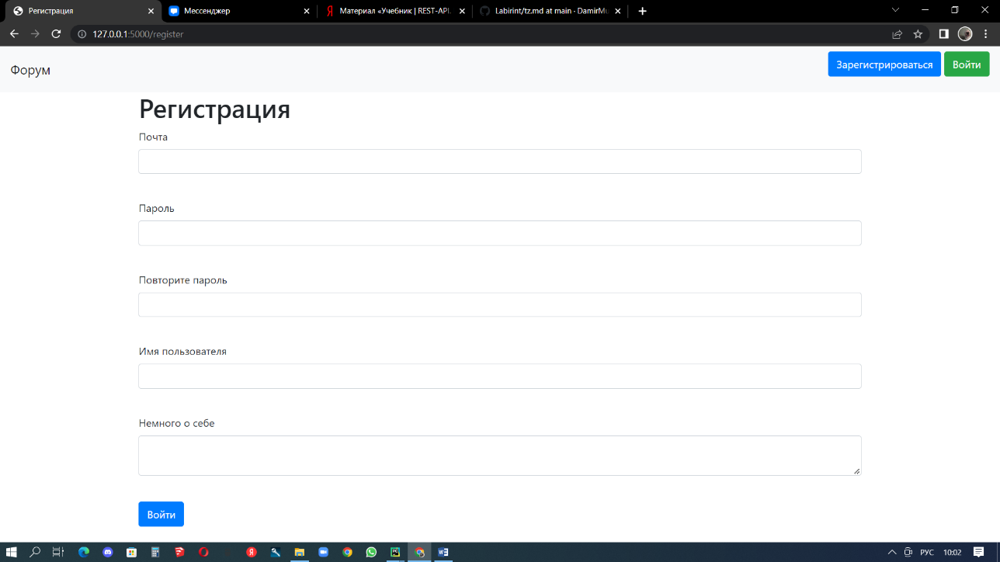 Регистрация
Мессенджер
Материал «Учебник | REST-API.
Labirint/tz.md at main · DamirMu
127.0.0.1:5000/register
Форум
Зарегистрироваться
Войти
Регистрация
Почта
Пароль
Повторите пароль
Имя пользователя
Немного о себе
Войти
РУС
10:02